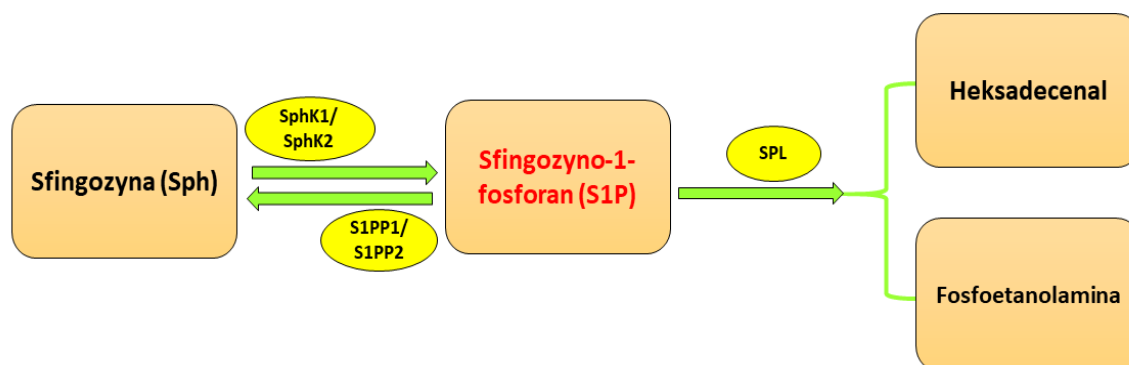 Sfingozyna (Sph)
SphK1/
SphK2
S1PP1/
S1PP2
Sfingozyno-1-
fosforan (S1P)
SPL
Heksadecenal
Fosfoetanolamina